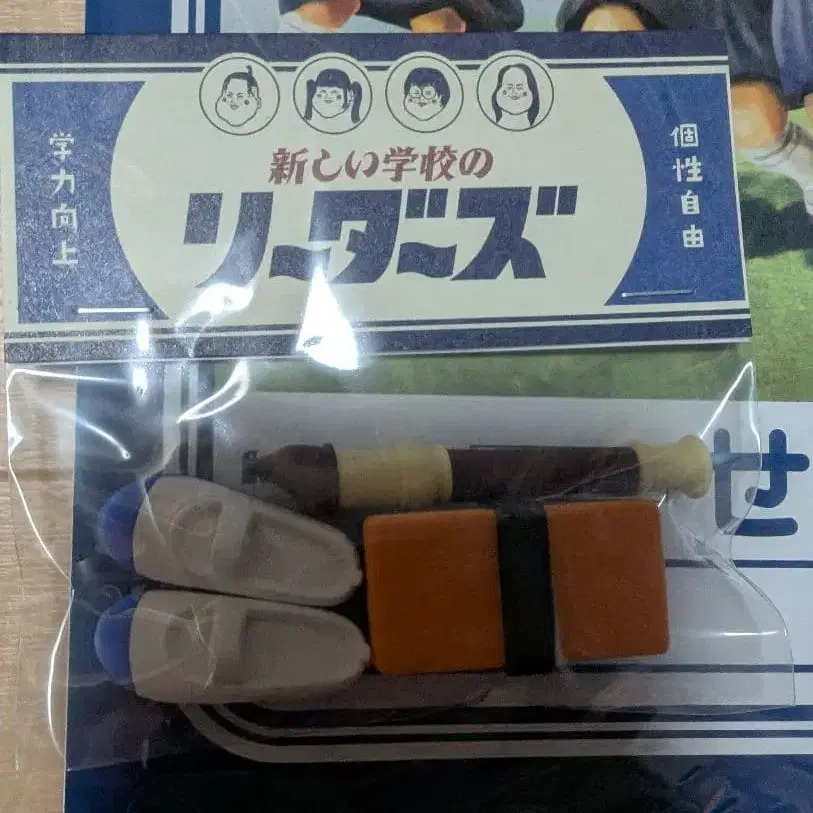 新しい学校の
リーダーズ
学力向上
個性自由
せ